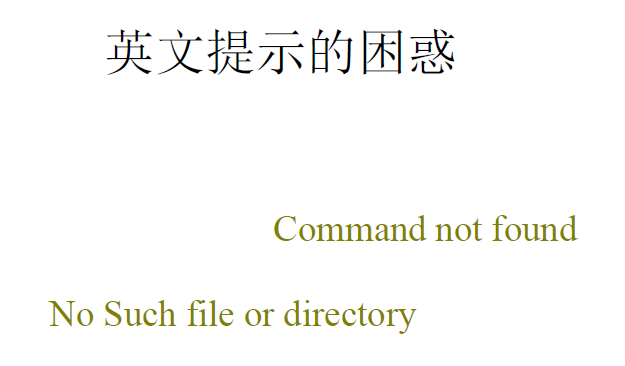 英文提示的困惑
Command not found
No Such file or directory